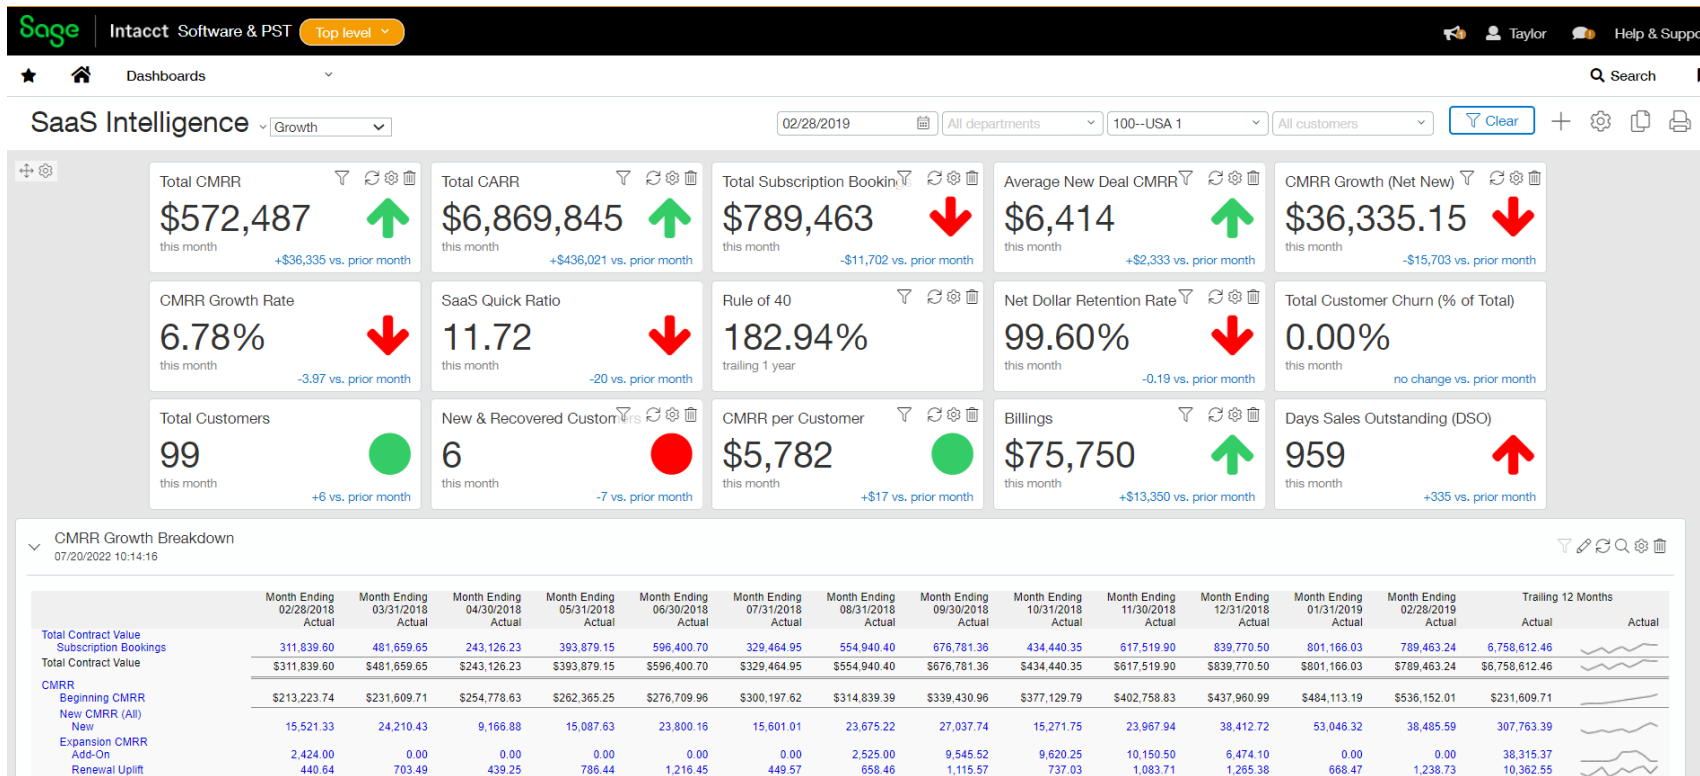 Sage Intacct Software & PST Top level Taylor Help & Suppo
Dashboards Search
SaaS Intelligence Growth 02/28/2019 All departments 100--USA 1 All customers Clear
Total CMRR
$572,487
this month
+$36,335 vs. prior month
Total CARR
$6,869,845
this month
+$436,021 vs. prior month
Total Subscription Bookings
$789,463
this month
-$11,702 vs. prior month
Average New Deal CMRR
$6,414
this month
+$2,333 vs. prior month
CMRR Growth (Net New)
$36,335.15
this month
-$15,703 vs. prior month
CMRR Growth Rate
6.78%
this month
-3.97 vs. prior month
SaaS Quick Ratio
11.72
this month
-20 vs. prior month
Rule of 40
182.94%
trailing 1 year
Net Dollar Retention Rate
99.60%
this month
-0.19 vs. prior month
Total Customer Churn (% of Total)
0.00%
this month
no change vs. prior month
Total Customers
99
this month
+6 vs. prior month
New & Recovered Customers
6
this month
-7 vs. prior month
CMRR per Customer
$5,782
this month
+$17 vs. prior month
Billings
$75,750
this month
+$13,350 vs. prior month
Days Sales Outstanding (DSO)
959
this month
+335 vs. prior month
CMRR Growth Breakdown
07/20/2022 10:14:16
Month Ending Month Ending Month Ending Month Ending Month Ending Month Ending Month Ending Month Ending Month Ending Month Ending Month Ending Month Ending Month Ending Trailing 12 Months
02/28/2018 03/31/2018 04/30/2018 05/31/2018 06/30/2018 07/31/2018 08/31/2018 09/30/2018 10/31/2018 11/30/2018 12/31/2018 01/31/2019 02/28/2019
Actual Actual Actual Actual Actual Actual Actual Actual Actual Actual Actual Actual Actual Actual Actual
Total Contract Value
Subscription Bookings 311,839.60 481,659.65 243,126.23 393,879.15 596,400.70 329,464.95 554,940.40 676,781.36 434,440.35 617,519.90 839,770.50 801,166.03 789,463.24 6,758,612.46
Total Contract Value $311,839.60 $481,659.65 $243,126.23 $393,879.15 $596,400.70 $329,464.95 $554,940.40 $676,781.36 $434,440.35 $617,519.90 $839,770.50 $801,166.03 $789,463.24 $6,758,612.46
CMRR
Beginning CMRR $213,223.74 $231,609.71 $254,778.63 $262,365.25 $276,709.96 $300,197.62 $314,839.39 $339,430.96 $377,129.79 $402,758.83 $437,960.99 $484,113.19 $536,152.01 $231,609.71
New CMRR (All)
New 15,521.33 24,210.43 9,166.88 15,087.63 23,800.16 15,601.01 23,675.22 27,037.74 15,271.75 23,967.94 38,412.72 53,046.32 38,485.59 307,763.39
Expansion CMRR
Add-On 2,424.00 0.00 0.00 0.00 0.00 0.00 2,525.00 9,545.52 9,620.25 10,150.50 6,474.10 0.00 0.00 38,315.37
Renewal Uplift 440.64 703.49 439.25 786.44 1,216.45 449.57 658.46 1,115.57 737.03 1,083.71 1,265.38 668.47 1,238.73 10,362.55